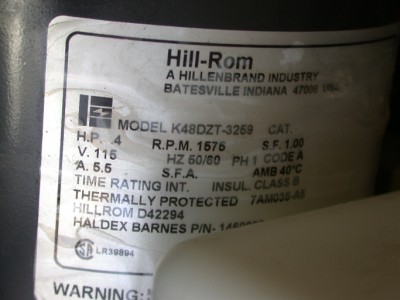 Hill-Rom
A HILLENBRAND INDUSTRY
BATESVILLE INDIANA 47006
MODEL K48DZT-3259 CAT.
H.P. .4 R.P.M. 1575 S.F. 1.00
V. 115 HZ 50/60 PH 1 CODE A
A. 5.5 S.F.A. AMB 40°C
TIME RATING INT. INSUL. CLASS B
THERMALLY PROTECTED 7AM035-A5
HILLROM D42294
HALDEX BARNES P/N-
LR39894
WARNING: